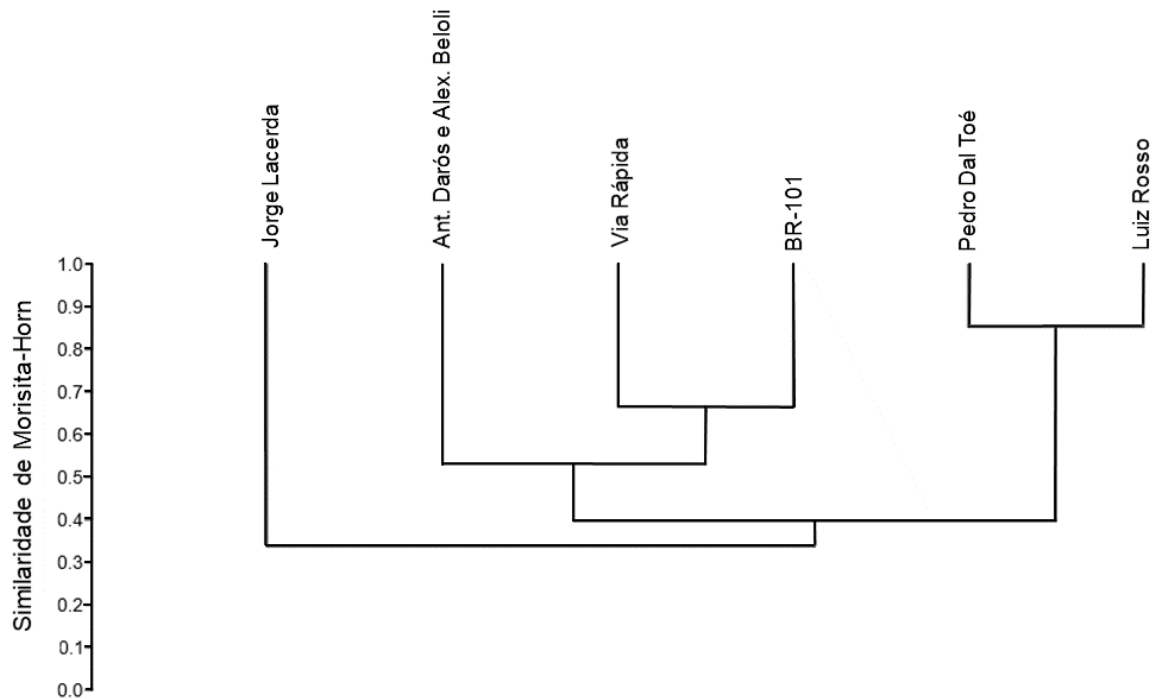 Jorge Lacerda
Ant. Darós e Alex. Beloli
Via Rápida
BR-101
Pedro Dal Toé
Luiz Rosso
Similaridade de Morisita-Horn
1.0
0.9
0.8
0.7
0.6
0.5
0.4
0.3
0.2
0.1
0.0